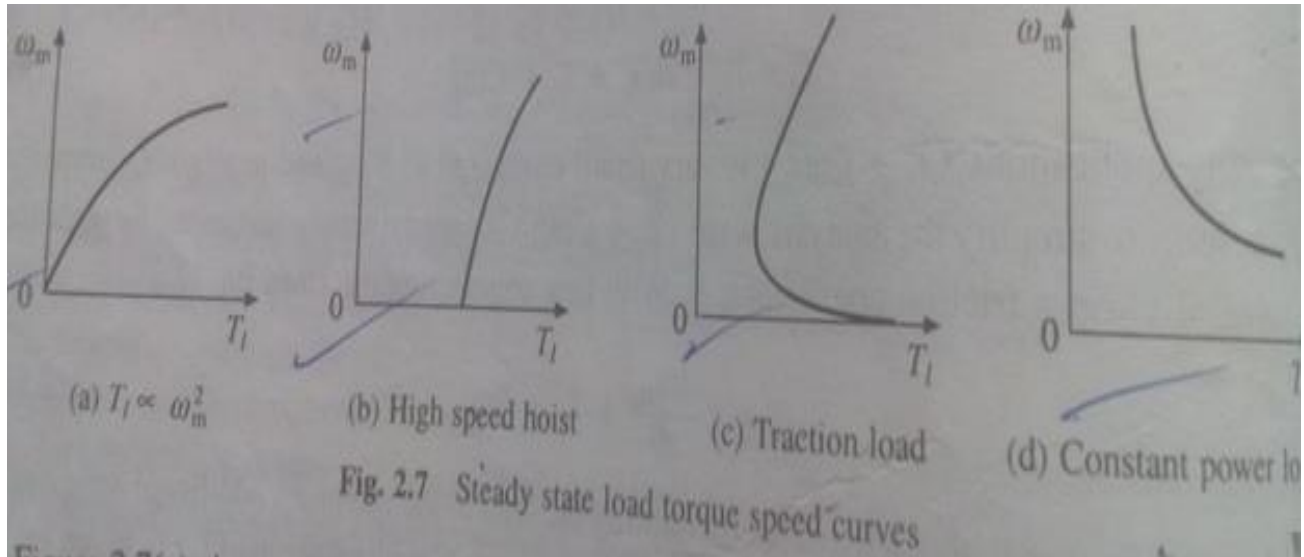 ωm ωm ωm ωm
0 Tl 0 Tl 0 Tl 0
(a) Tl ∝ ωm² (b) High speed hoist (c) Traction load (d) Constant power lo
Fig. 2.7 Steady state load torque speed curves